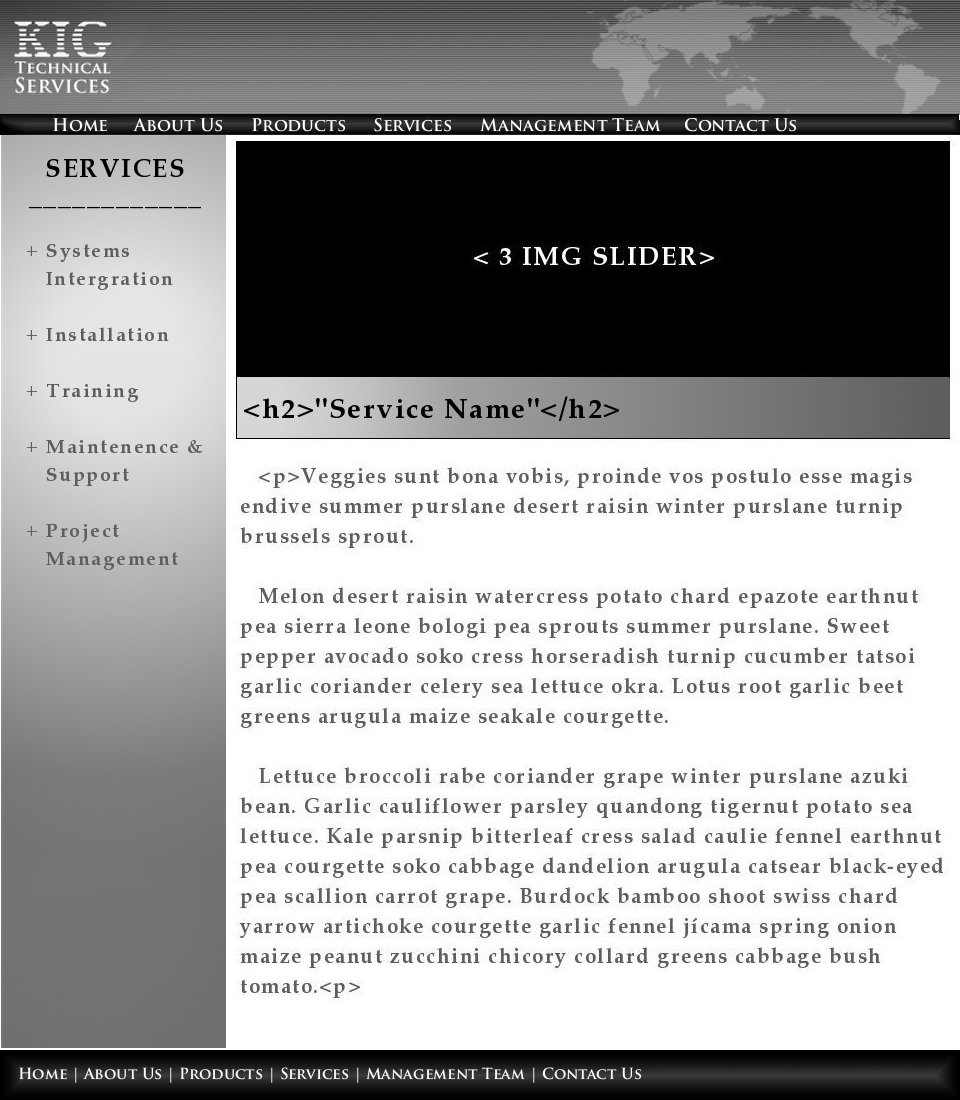 KIG
TECHNICAL
SERVICES
HOME ABOUT US PRODUCTS SERVICES MANAGEMENT TEAM CONTACT US
SERVICES
____________
+ Systems
Intergration
+ Installation
+ Training
+ Maintenence &
Support
+ Project
Management
< 3 IMG SLIDER>
<h2>"Service Name"</h2>
<p>Veggies sunt bona vobis, proinde vos postulo esse magis
endive summer purslane desert raisin winter purslane turnip
brussels sprout.
Melon desert raisin watercress potato chard epazote earthnut
pea sierra leone bologi pea sprouts summer purslane. Sweet
pepper avocado soko cress horseradish turnip cucumber tatsoi
garlic coriander celery sea lettuce okra. Lotus root garlic beet
greens arugula maize seakale courgette.
Lettuce broccoli rabe coriander grape winter purslane azuki
bean. Garlic cauliflower parsley quandong tigernut potato sea
lettuce. Kale parsnip bitterleaf cress salad caulie fennel earthnut
pea courgette soko cabbage dandelion arugula catsear black-eyed
pea scallion carrot grape. Burdock bamboo shoot swiss chard
yarrow artichoke courgette garlic fennel jícama spring onion
maize peanut zucchini chicory collard greens cabbage bush
tomato.<p>
HOME | ABOUT US | PRODUCTS | SERVICES | MANAGEMENT TEAM | CONTACT US